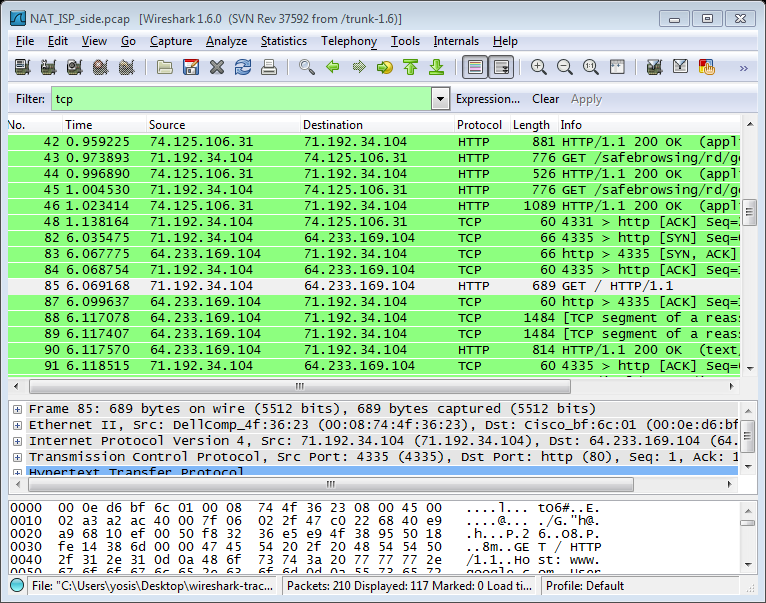 NAT_ISP_side.pcap [Wireshark 1.6.0 (SVN Rev 37592 from /trunk-1.6)]
File Edit View Go Capture Analyze Statistics Telephony Tools Internals Help
Filter: tcp Expression... Clear Apply
No. Time Source Destination Protocol Length Info
42 0.959225 74.125.106.31 71.192.34.104 HTTP 881 HTTP/1.1 200 OK (appl
43 0.973893 71.192.34.104 74.125.106.31 HTTP 776 GET /safebrowsing/rd/go
44 0.996890 74.125.106.31 71.192.34.104 HTTP 526 HTTP/1.1 200 OK (appl
45 1.004530 71.192.34.104 74.125.106.31 HTTP 776 GET /safebrowsing/rd/go
46 1.023414 74.125.106.31 71.192.34.104 HTTP 1089 HTTP/1.1 200 OK (appl
48 1.138164 71.192.34.104 74.125.106.31 TCP 60 4331 > http [ACK] Seq=
82 6.035475 71.192.34.104 64.233.169.104 TCP 66 4335 > http [SYN] Seq=
83 6.067775 64.233.169.104 71.192.34.104 TCP 66 http > 4335 [SYN, ACK]
84 6.068754 71.192.34.104 64.233.169.104 TCP 60 4335 > http [ACK] Seq=
85 6.069168 71.192.34.104 64.233.169.104 HTTP 689 GET / HTTP/1.1
87 6.099637 64.233.169.104 71.192.34.104 TCP 60 http > 4335 [ACK] Seq=
88 6.117078 64.233.169.104 71.192.34.104 TCP 1484 [TCP segment of a reas
89 6.117407 64.233.169.104 71.192.34.104 TCP 1484 [TCP segment of a reas
90 6.117570 64.233.169.104 71.192.34.104 HTTP 814 HTTP/1.1 200 OK (text
91 6.118515 71.192.34.104 64.233.169.104 TCP 60 4335 > http [ACK] Seq=
Frame 85: 689 bytes on wire (5512 bits), 689 bytes captured (5512 bits)
Ethernet II, Src: DellComp_4f:36:23 (00:08:74:4f:36:23), Dst: Cisco_bf:6c:01 (00:0e:d6:bf
Internet Protocol Version 4, Src: 71.192.34.104 (71.192.34.104), Dst: 64.233.169.104 (64.
Transmission Control Protocol, Src Port: 4335 (4335), Dst Port: http (80), Seq: 1, Ack: 1
Hypertext Transfer Protocol
0000 00 0e d6 bf 6c 01 00 08 74 4f 36 23 08 00 45 00 ....l... tO6#..E.
0010 02 a3 a2 ac 40 00 7f 06 02 2f 47 c0 22 68 40 e9 ....@... ./G."h@.
0020 a9 68 10 ef 00 50 f8 32 36 e5 e9 4f 38 95 50 18 .h...P.2 6..O8.P.
0030 fe 14 38 6d 00 00 47 45 54 20 2f 20 48 54 54 50 ..8m..GE T / HTTP
0040 2f 31 2e 31 0d 0a 48 6f 73 74 3a 20 77 77 77 2e /1.1..Ho st: www.
0050 67 6f 6f 67 6c 65 2e 63 6f 6d 0d 0a 55 73 65 72 google.c om..User
File: "C:\Users\yosis\Desktop\wireshark-trac... Packets: 210 Displayed: 117 Marked: 0 Load ti... Profile: Default